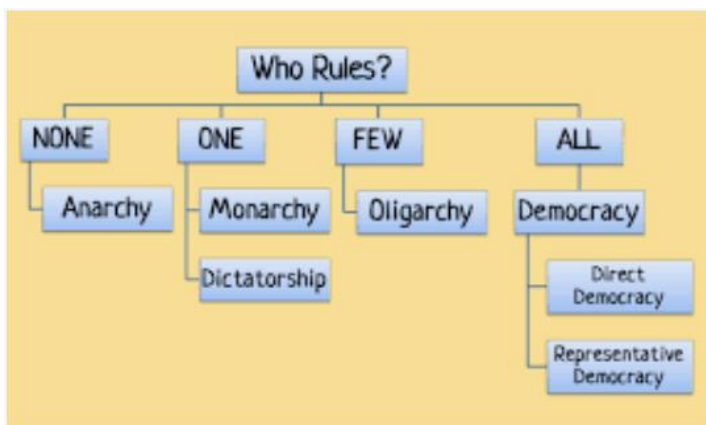 Who Rules?
NONE
ONE
FEW
ALL
Anarchy
Monarchy
Oligarchy
Democracy
Dictatorship
Direct
Democracy
Representative
Democracy